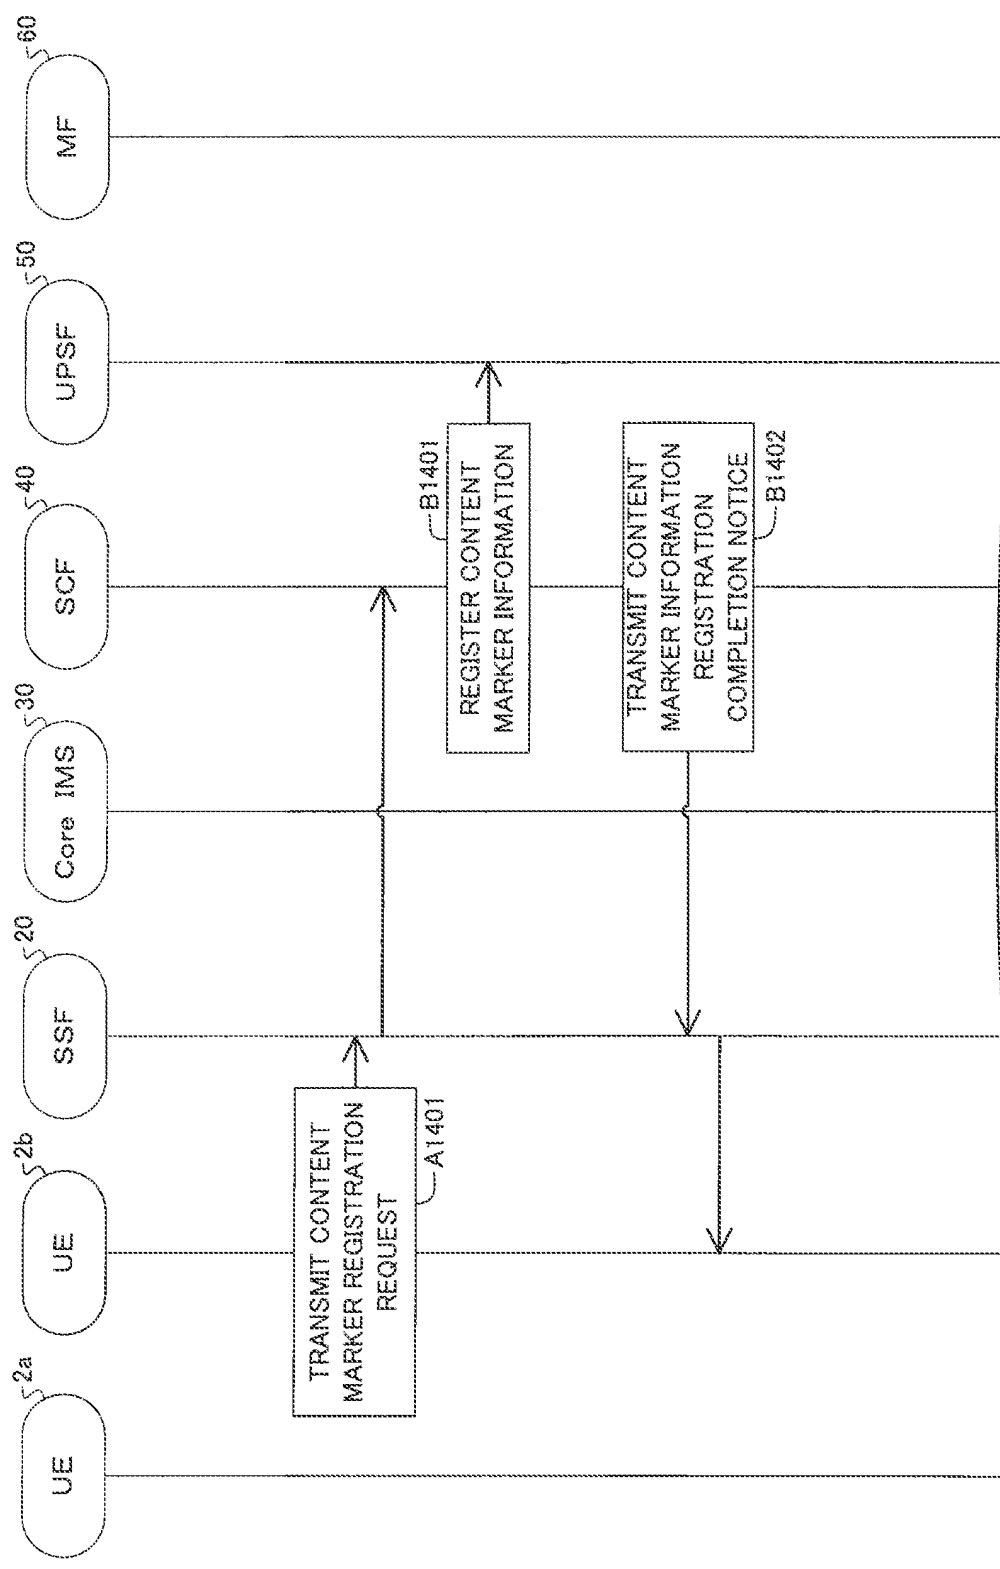 UE
2a
UE
2b
SSF
20
Core IMS
30
SCF
40
UPSF
50
MF
60
TRANSMIT CONTENT
MARKER REGISTRATION
REQUEST
A1401
REGISTER CONTENT
MARKER INFORMATION
B1401
TRANSMIT CONTENT
MARKER INFORMATION
REGISTRATION
COMPLETION NOTICE
B1402